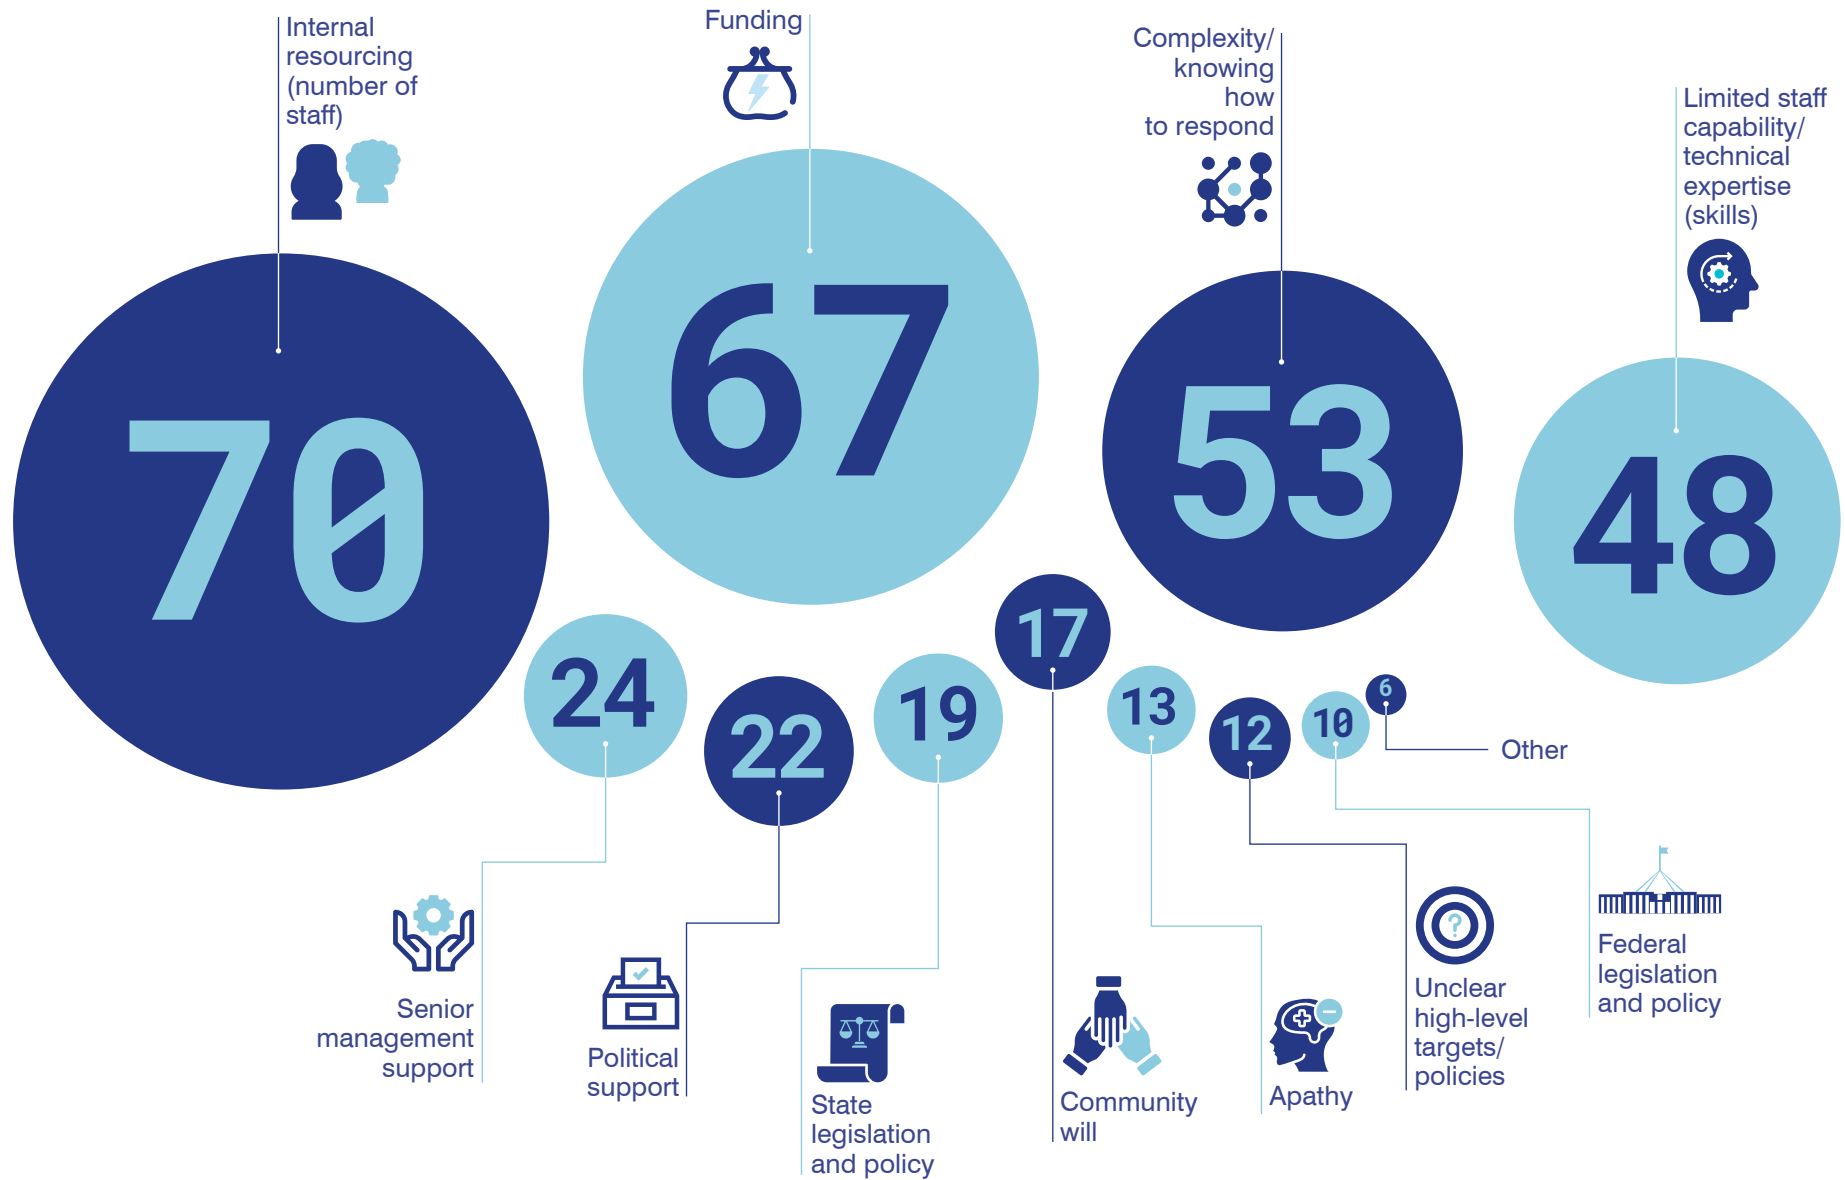 Internal
resourcing
(number of
staff)
70
Funding
67
Complexity/
knowing
how
to respond
53
Limited staff
capability/
technical
expertise
(skills)
48
24
Senior
management
support
22
Political
support
19
State
legislation
and policy
17
Community
will
13
Apathy
12
Unclear
high-level
targets/
policies
10
?
Federal
legislation
and policy
6
Other